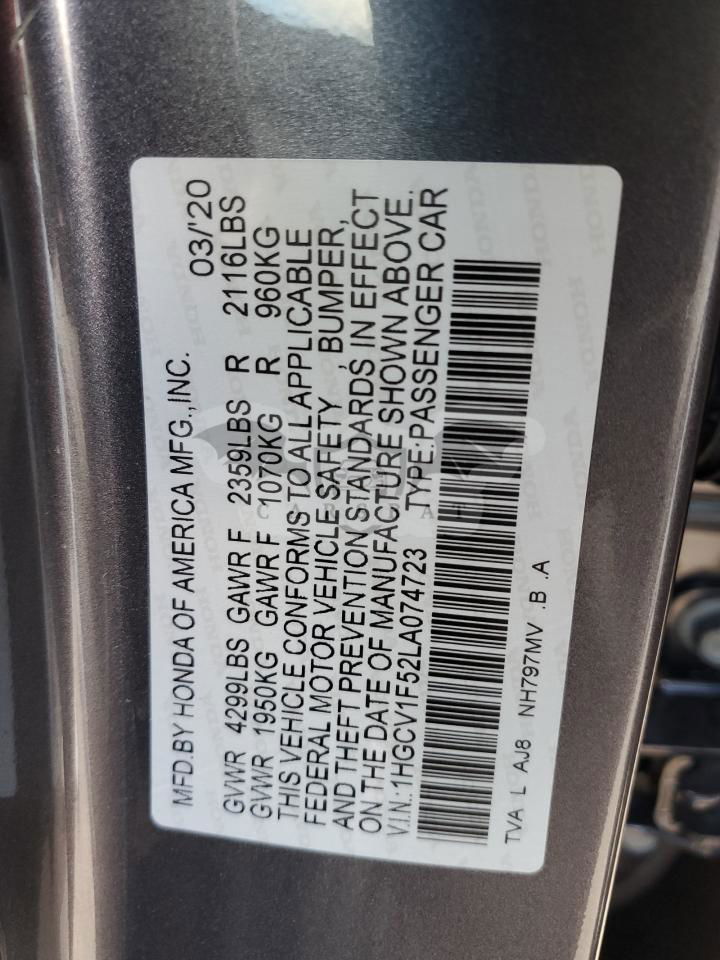 MFD.BY HONDA OF AMERICA MFG.,INC. 03/'20
GVWR 4299LBS GAWR F 2359LBS R 2116LBS
GVWR 1950KG GAWR F 1070KG R 960KG
THIS VEHICLE CONFORMS TO ALL APPLICABLE
FEDERAL MOTOR VEHICLE SAFETY , BUMPER,
AND THEFT PREVENTION STANDARDS IN EFFECT
ON THE DATE OF MANUFACTURE SHOWN ABOVE.
V.I.N.:1HGCV1F52LA074723 TYPE:PASSENGER CAR
TVA L AJ8 NH797MV .B .A